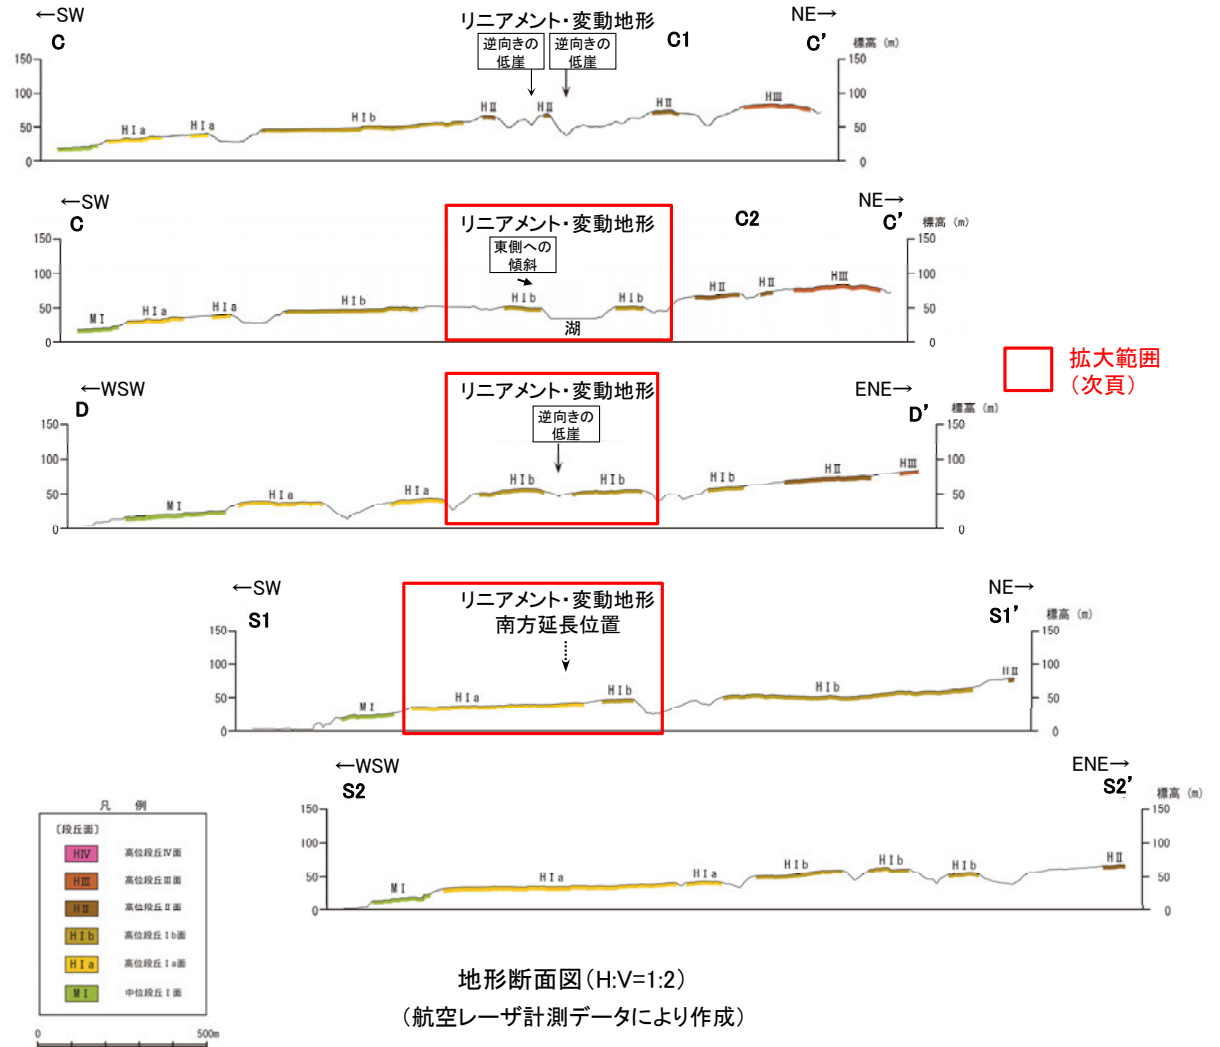 ←SW
NE→
リニアメント・変動地形
C
C1
C'
標高 (m)
逆向きの
低崖
逆向きの
低崖
150
100
50
0
150
100
50
0
HⅠa
HⅠa
HⅠb
HⅡ
HⅡ
HⅡ
HⅢ
←SW
NE→
リニアメント・変動地形
C
C2
C'
標高 (m)
東側への
傾斜
150
100
50
0
150
100
50
0
MⅠ
HⅠa
HⅠa
HⅠb
HⅠb
HⅠb
HⅡ
HⅡ
HⅢ
湖
拡大範囲
(次頁)
←WSW
ENE→
リニアメント・変動地形
D
D'
標高 (m)
逆向きの
低崖
150
100
50
0
150
100
50
0
MⅠ
HⅠa
HⅠa
HⅠb
HⅠb
HⅠb
HⅡ
HⅢ
←SW
NE→
リニアメント・変動地形
南方延長位置
S1
S1'
標高 (m)
150
100
50
0
150
100
50
0
MⅠ
HⅠa
HⅠb
HⅠb
HⅡ
←WSW
ENE→
S2
S2'
標高 (m)
150
100
50
0
150
100
50
0
MⅠ
HⅠa
HⅠa
HⅠb
HⅠb
HⅠb
HⅡ
凡 例
〔段丘面〕
HⅣ 高位段丘Ⅳ面
HⅢ 高位段丘Ⅲ面
HⅡ 高位段丘Ⅱ面
HⅠb 高位段丘Ⅰb面
HⅠa 高位段丘Ⅰa面
MⅠ 中位段丘Ⅰ面
0 500m
地形断面図(H:V=1:2)
(航空レーザ計測データにより作成)